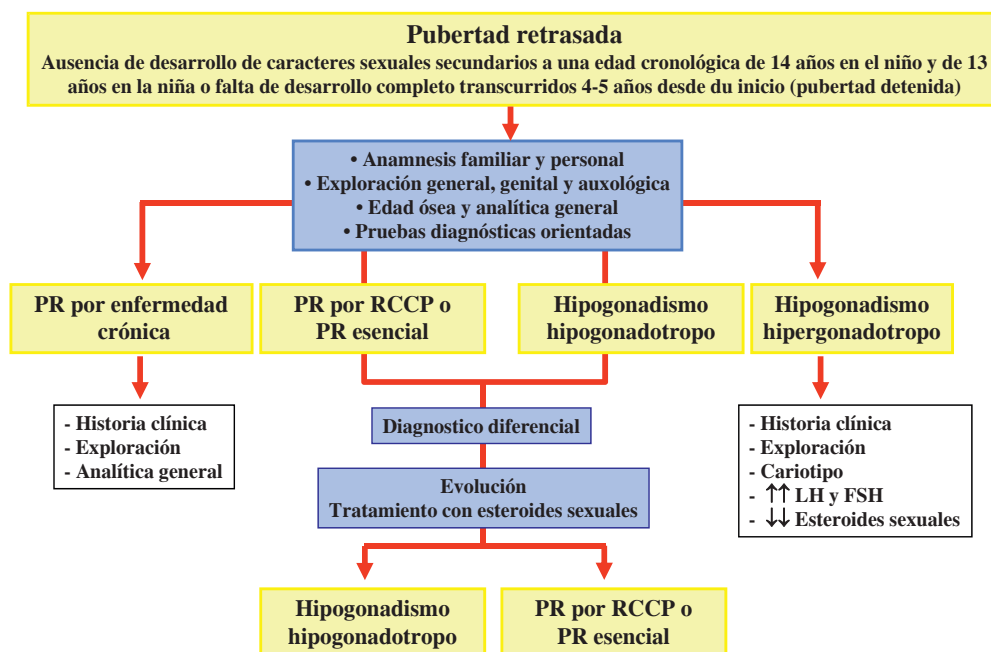 Pubertad retrasada
Ausencia de desarrollo de caracteres sexuales secundarios a una edad cronológica de 14 años en el niño y de 13
años en la niña o falta de desarrollo completo transcurridos 4-5 años desde du inicio (pubertad detenida)
• Anamnesis familiar y personal
• Exploración general, genital y auxológica
• Edad ósea y analítica general
• Pruebas diagnósticas orientadas
PR por enfermedad
crónica
PR por RCCP o
PR esencial
Hipogonadismo
hipogonadotropo
Hipogonadismo
hipergonadotropo
- Historia clínica
- Exploración
- Analítica general
Diagnostico diferencial
- Historia clínica
- Exploración
- Cariotipo
- ↑↑ LH y FSH
- ↓↓ Esteroides sexuales
Evolución
Tratamiento con esteroides sexuales
Hipogonadismo
hipogonadotropo
PR por RCCP o
PR esencial